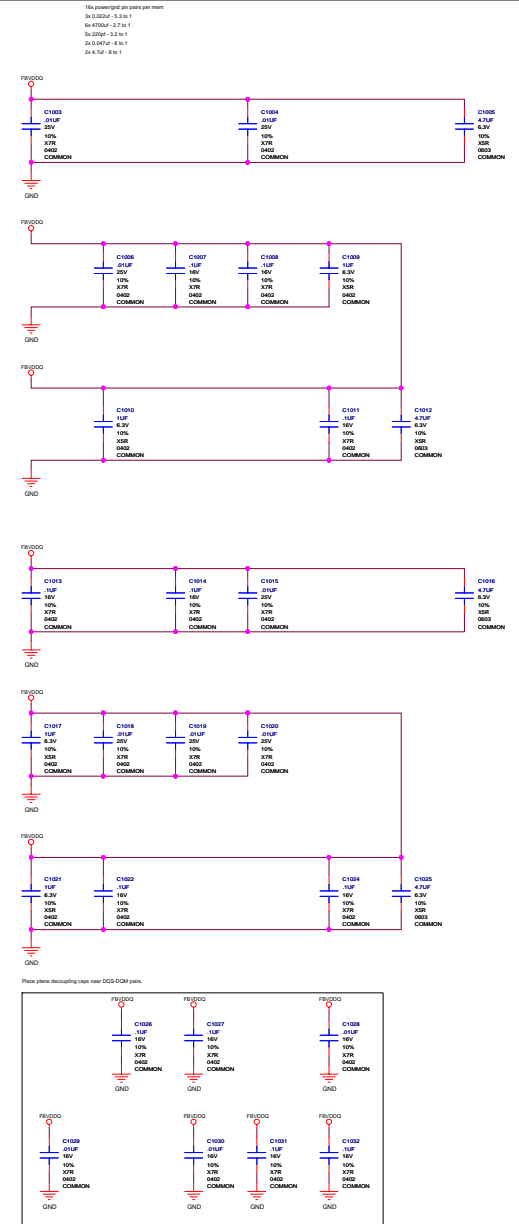 16x power/gnd pin pairs per mem
3x 0.022uf - 5.3 to 1
6x 4700uf - 2.7 to 1
5x 220pf - 3.2 to 1
2x 0.047uf - 8 to 1
2x 4.7uf - 8 to 1
FBVDDQ
C1003 C1004 C1005
.01UF .01UF 4.7UF
25V 25V 6.3V
10% 10% 10%
X7R X7R X5R
0402 0402 0603
COMMON COMMON COMMON
GND
FBVDDQ
C1006 C1007 C1008 C1009
.01UF .1UF .1UF 1UF
25V 16V 16V 6.3V
10% 10% 10% 10%
X7R X7R X7R X5R
0402 0402 0402 0402
COMMON COMMON COMMON COMMON
GND
FBVDDQ
C1010 C1011 C1012
1UF .1UF 4.7UF
6.3V 16V 6.3V
10% 10% 10%
X5R X7R X5R
0402 0402 0603
COMMON COMMON COMMON
GND
FBVDDQ
C1013 C1014 C1015 C1016
.1UF .1UF .01UF 4.7UF
16V 16V 25V 6.3V
10% 10% 10% 10%
X7R X7R X7R X5R
0402 0402 0402 0603
COMMON COMMON COMMON COMMON
GND
FBVDDQ
C1017 C1018 C1019 C1020
1UF .01UF .01UF .01UF
6.3V 25V 25V 25V
10% 10% 10% 10%
X5R X7R X7R X7R
0402 0402 0402 0402
COMMON COMMON COMMON COMMON
GND
FBVDDQ
C1021 C1022 C1024 C1025
1UF .1UF .1UF 4.7UF
6.3V 16V 16V 6.3V
10% 10% 10% 10%
X5R X7R X7R X5R
0402 0402 0402 0603
COMMON COMMON COMMON COMMON
GND
Place plane decoupling caps near DQS-DQM pairs.
FBVDDQ FBVDDQ FBVDDQ
C1026 C1027 C1028
.1UF .1UF .01UF
16V 16V 16V
10% 10% 10%
X7R X7R X7R
0402 0402 0402
COMMON COMMON COMMON
GND GND GND
FBVDDQ FBVDDQ FBVDDQ FBVDDQ
C1029 C1030 C1031 C1032
.01UF .01UF .1UF .1UF
16V 16V 16V 16V
10% 10% 10% 10%
X7R X7R X7R X7R
0402 0402 0402 0402
COMMON COMMON COMMON COMMON
GND GND GND GND